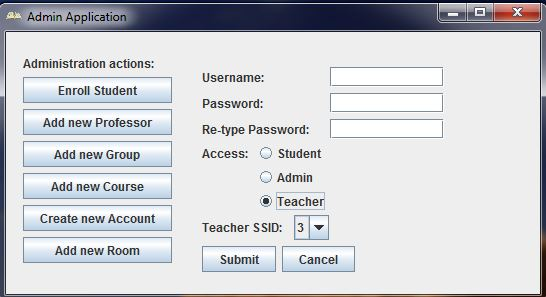 Admin Application
Administration actions:
Enroll Student
Add new Professor
Add new Group
Add new Course
Create new Account
Add new Room
Username:
Password:
Re-type Password:
Access: Student
Admin
Teacher
Teacher SSID: 3
Submit Cancel